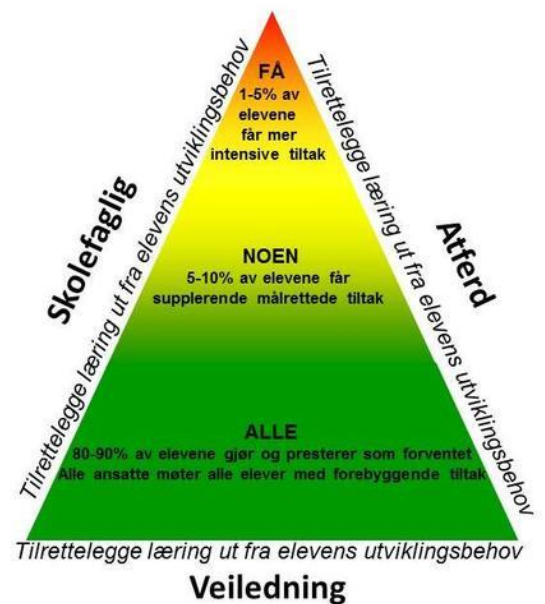 FÅ
1-5% av
elevene
får mer
intensive tiltak
NOEN
5-10% av elevene får
supplerende målrettede tiltak
ALLE
80-90% av elevene gjør og presterer som forventet
Alle ansatte møter alle elever med forebyggende tiltak
Skolefaglig
Tilrettelegge læring ut fra elevens utviklingsbehov
Atferd
Tilrettelegge læring ut fra elevens utviklingsbehov
Tilrettelegge læring ut fra elevens utviklingsbehov
Veiledning